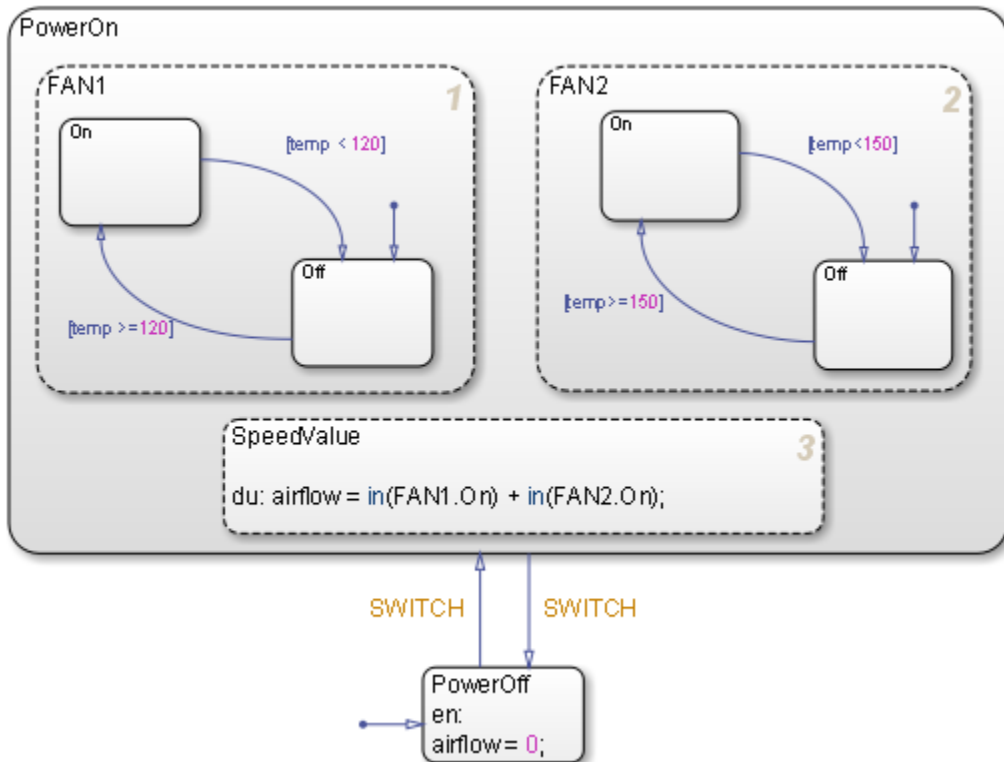 PowerOn
FAN1
1
On
[temp < 120]
Off
[temp >=120]
FAN2
2
On
[temp<150]
Off
[temp>=150]
SpeedValue
3
du: airflow = in(FAN1.On) + in(FAN2.On);
SWITCH
SWITCH
PowerOff
en:
airflow = 0;